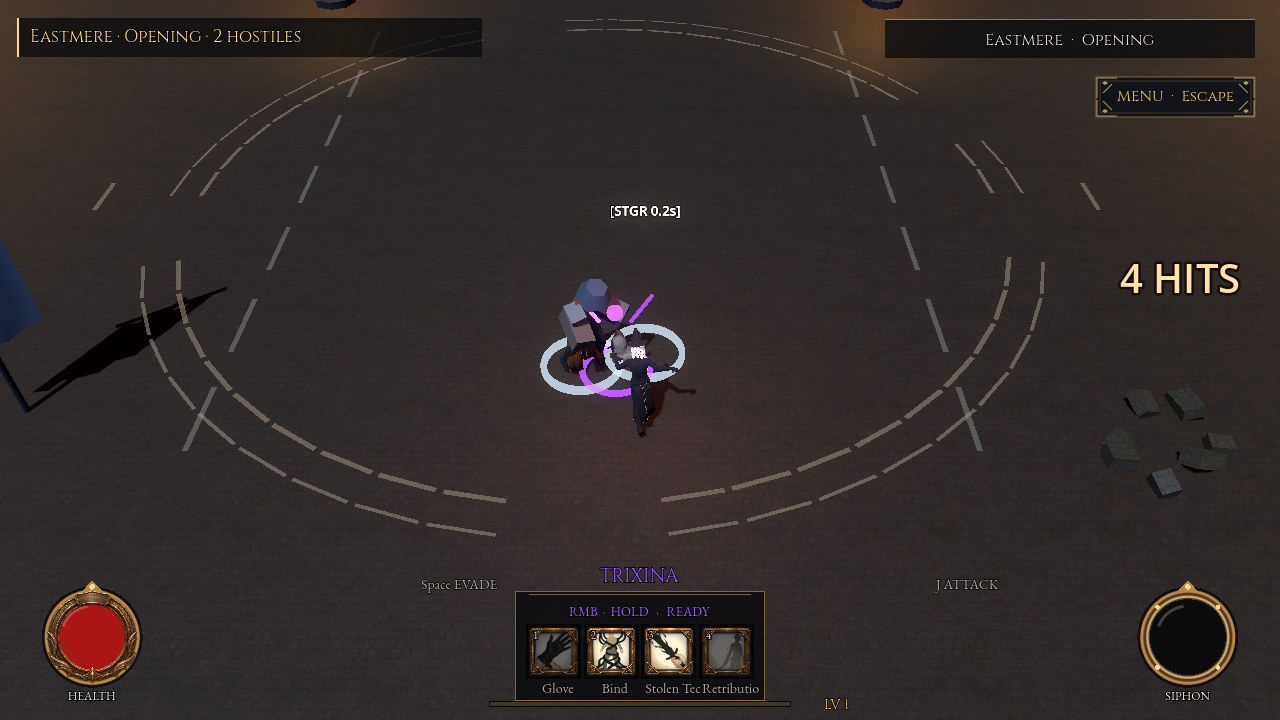 Eastmere · Opening · 2 hostiles
Eastmere · Opening
MENU · Escape
[STGR 0.2s]
4 HITS
Space EVADE
TRIXINA
J ATTACK
RMB · HOLD · READY
1 2 3 4
Glove Bind Stolen Tec Retributio
HEALTH
SIPHON
LV 1